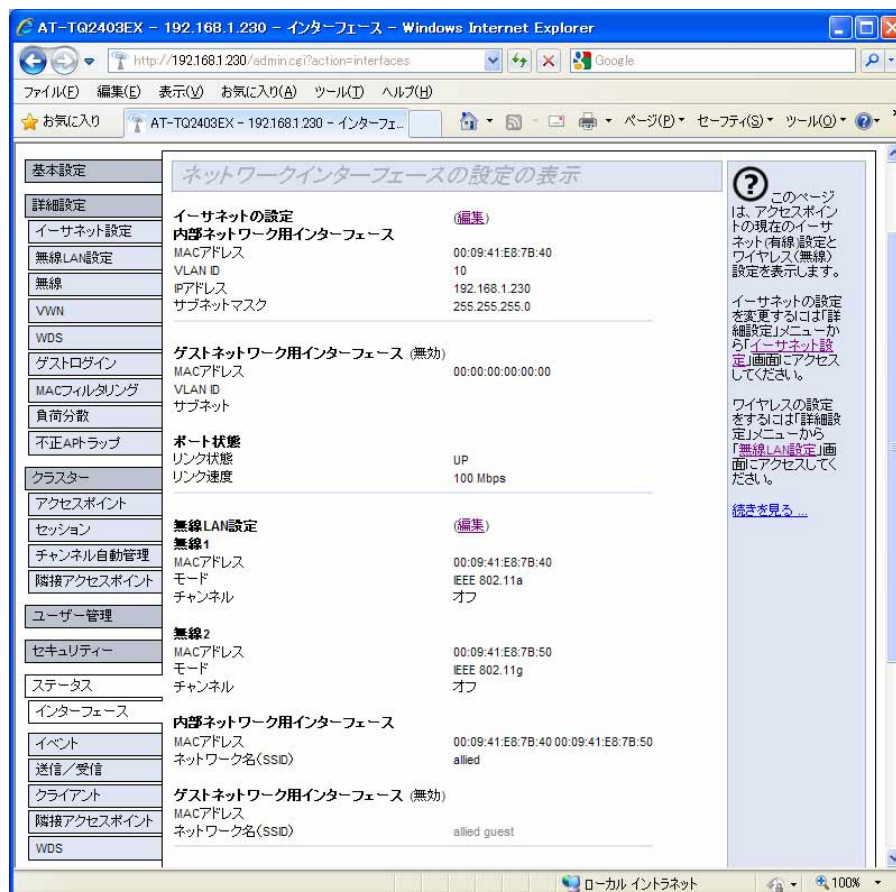 AT-TQ2403EX - 192.168.1.230 - インターフェース - Windows Internet Explorer
http://192.168.1.230/admin.cgi?action=interfaces
Google
ファイル(F) 編集(E) 表示(V) お気に入り(A) ツール(T) ヘルプ(H)
お気に入り
AT-TQ2403EX - 192.168.1.230 - インターフェ...
ページ(P) セーフティ(S) ツール(O)
基本設定
詳細設定
イーサネット設定
無線LAN設定
無線
VWN
WDS
ゲストログイン
MACフィルタリング
負荷分散
不正APトラップ
クラスター
アクセスポイント
セッション
チャンネル自動管理
隣接アクセスポイント
ユーザー管理
セキュリティー
ステータス
インターフェース
イベント
送信/受信
クライアント
隣接アクセスポイント
WDS
ネットワークインターフェースの設定の表示
イーサネットの設定 (編集)
内部ネットワーク用インターフェース
MACアドレス 00:09:41:E8:7B:40
VLAN ID 10
IPアドレス 192.168.1.230
サブネットマスク 255.255.255.0
ゲストネットワーク用インターフェース (無効)
MACアドレス 00:00:00:00:00:00
VLAN ID
サブネット
ポート状態
リンク状態 UP
リンク速度 100 Mbps
無線LAN設定 (編集)
無線1
MACアドレス 00:09:41:E8:7B:40
モード IEEE 802.11a
チャンネル オフ
無線2
MACアドレス 00:09:41:E8:7B:50
モード IEEE 802.11g
チャンネル オフ
内部ネットワーク用インターフェース
MACアドレス 00:09:41:E8:7B:40 00:09:41:E8:7B:50
ネットワーク名(SSID) allied
ゲストネットワーク用インターフェース (無効)
MACアドレス
ネットワーク名(SSID) allied guest
? このページ
は、アクセスポイン
トの現在のイーサ
ネット(有線)設定と
ワイヤレス(無線)
設定を表示します。
イーサネットの設定
を変更するには「詳
細設定」メニューか
ら「イーサネット設
定」画面にアクセス
してください。
ワイヤレスの設定
をするには「詳細設
定」メニューから
「無線LAN設定」画
面にアクセスしてく
ださい。
続きを見る ...
ローカル イントラネット
100%